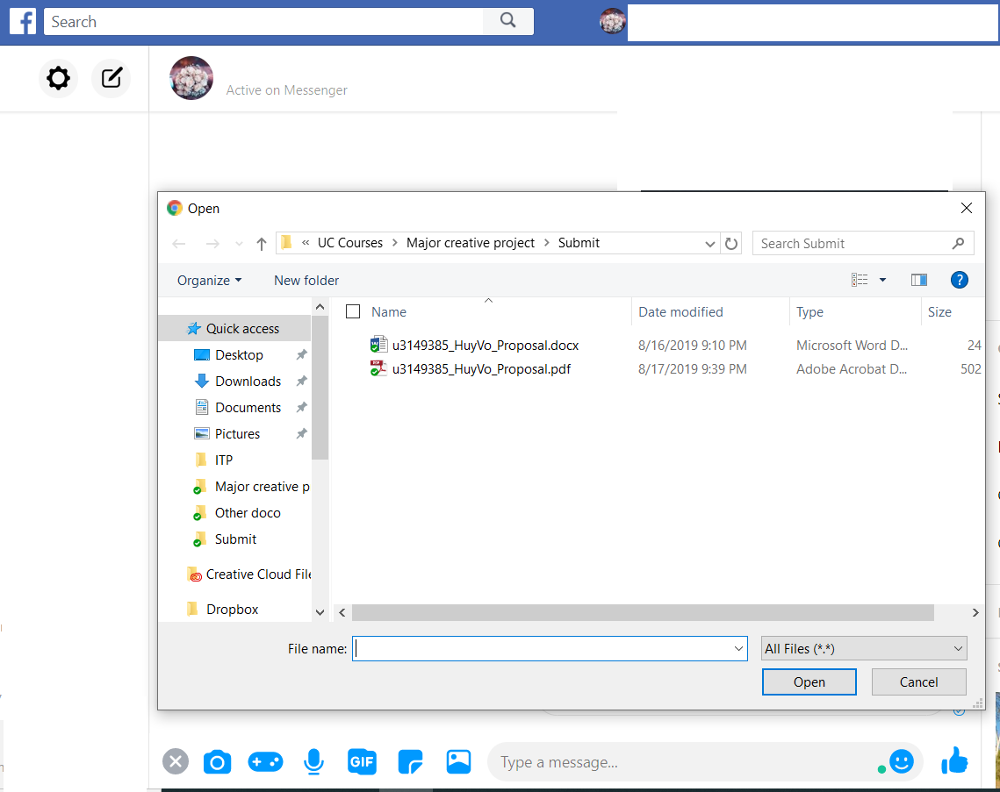 Search
Active on Messenger
Open
« UC Courses > Major creative project > Submit
Search Submit
Organize
New folder
?
Name
Date modified
Type
Size
u3149385_HuyVo_Proposal.docx 8/16/2019 9:10 PM Microsoft Word D... 24
u3149385_HuyVo_Proposal.pdf 8/17/2019 9:39 PM Adobe Acrobat D... 502
Quick access
Desktop
Downloads
Documents
Pictures
ITP
Major creative p
Other doco
Submit
Creative Cloud File
Dropbox
File name:
All Files (*.*)
Open
Cancel
GIF
Type a message...